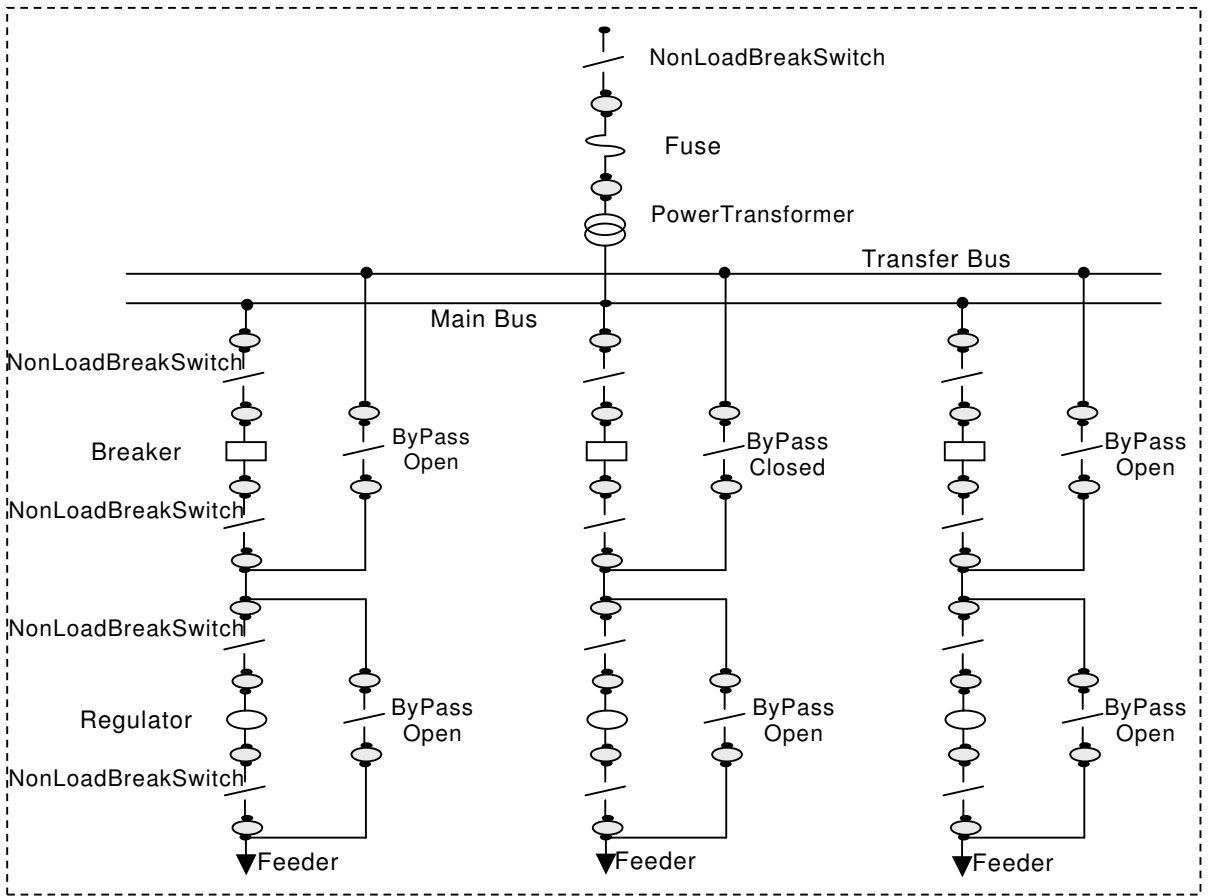 NonLoadBreakSwitch
Fuse
PowerTransformer
Transfer Bus
Main Bus
NonLoadBreakSwitch
Breaker
ByPass
Open
ByPass
Closed
ByPass
Open
NonLoadBreakSwitch
NonLoadBreakSwitch
Regulator
ByPass
Open
ByPass
Open
ByPass
Open
NonLoadBreakSwitch
Feeder
Feeder
Feeder